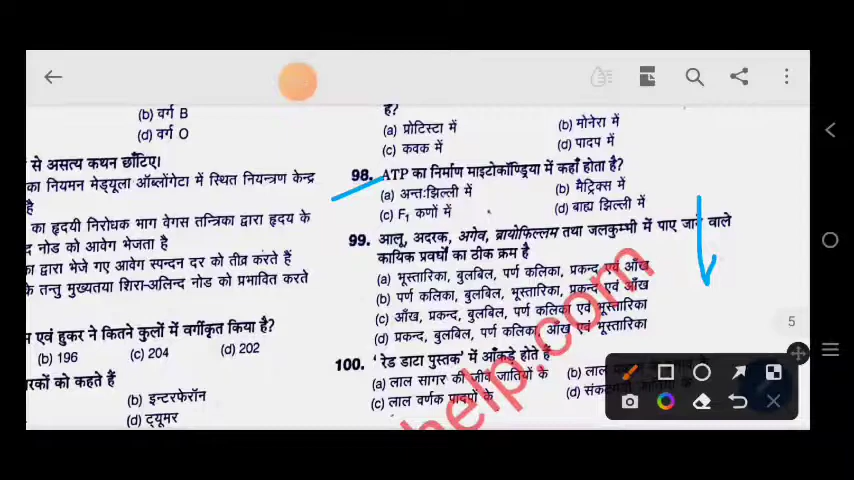 (b) वर्ग B
(d) वर्ग O
से असत्य कथन छाँटिए।
का नियमन मेड्यूला ऑब्लोंगेटा में स्थित नियन्त्रण केन्द्र
है
का हृदयी निरोधक भाग वेगस तन्त्रिका द्वारा हृदय के
नोड को आवेग भेजता है
द्वारा भेजे गए आवेग स्पन्दन दर को तीव्र करते हैं
तन्तु मुख्यतया शिरा-अलिन्द नोड को प्रभावित करते
एवं हुकर ने कितने कुलों में वर्गीकृत किया है?
(b) 196 (c) 204 (d) 202
को कहते हैं
(b) इन्टरफेरॉन
(d) ट्यूमर
है?
(a) प्रोटिस्टा में (b) मोनेरा में
(c) कवक में (d) पादप में
98. ATP का निर्माण माइटोकॉण्ड्रिया में कहाँ होता है?
(a) अन्तःझिल्ली में (b) मैट्रिक्स में
(c) F₁ कणों में (d) बाह्य झिल्ली में
99. आलू, अदरक, अगेव, ब्रायोफिल्लम तथा जलकुम्भी में पाए जाने वाले
कायिक प्रवर्धों का ठीक क्रम है
(a) भूस्तारिका, बुलबिल, पर्ण कलिका, प्रकन्द एवं आँख
(b) पर्ण कलिका, बुलबिल, भूस्तारिका, प्रकन्द एवं आँख
(c) आँख, प्रकन्द, बुलबिल, पर्ण कलिका एवं भूस्तारिका
(d) प्रकन्द, बुलबिल, पर्ण कलिका, आँख एवं भूस्तारिका
5
100. 'रेड डाटा पुस्तक' में आँकड़े होते हैं
(a) लाल सागर की जीव जातियों के (b) लाल
(c) लाल वर्णक पादपों के (d)
help.com